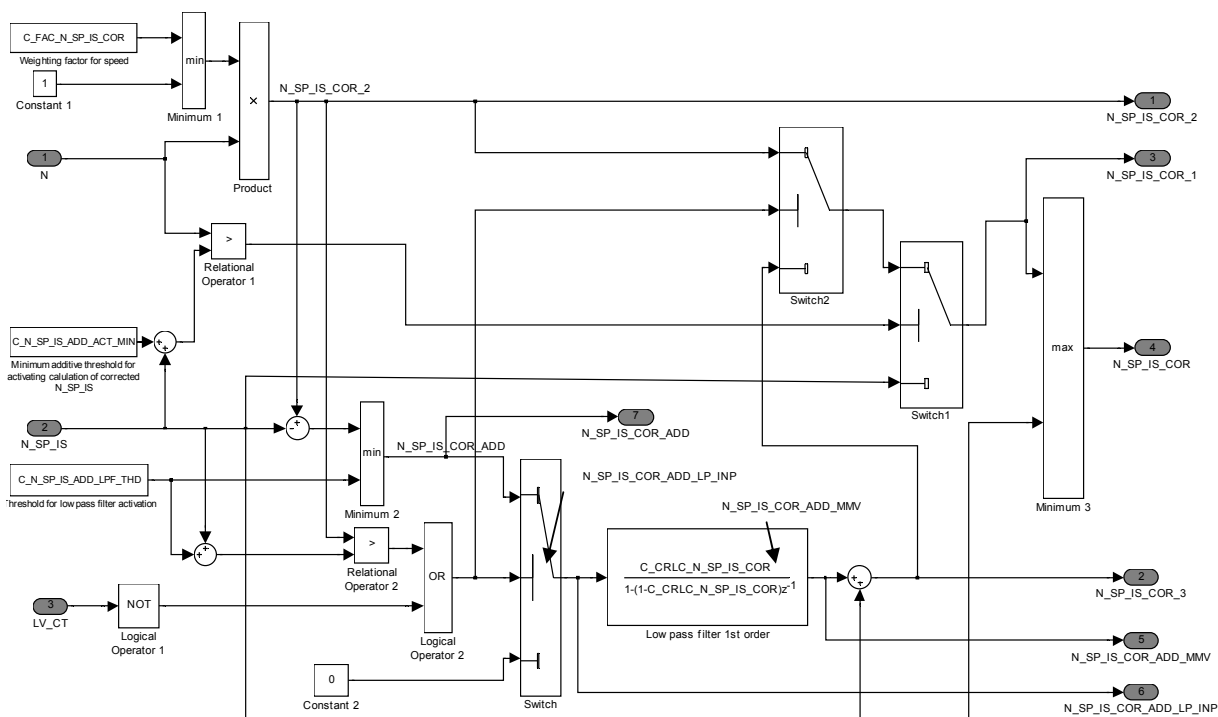 C_FAC_N_SP_IS_COR
Weighting factor for speed
1
Constant 1
min
Minimum 1
×
Product
N_SP_IS_COR_2
1
N_SP_IS_COR_2
1
N
3
N_SP_IS_COR_1
>
Relational
Operator 1
Switch2
Switch1
C_N_SP_IS_ADD_ACT_MIN
Minimum additive threshold for
activating calulation of corrected
N_SP_IS
+
+
max
Minimum 3
4
N_SP_IS_COR
2
N_SP_IS
-
+
7
N_SP_IS_COR_ADD
min
Minimum 2
N_SP_IS_COR_ADD
C_N_SP_IS_ADD_LPF_THD
Threshold for low pass filter activation
N_SP_IS_COR_ADD_LP_INP
N_SP_IS_COR_ADD_MMV
+
+
>
Relational
Operator 2
OR
Logical
Operator 2
C_CRLC_N_SP_IS_COR
1-(1-C_CRLC_N_SP_IS_COR)z-1
Low pass filter 1st order
+
+
2
N_SP_IS_COR_3
3
LV_CT
NOT
Logical
Operator 1
5
N_SP_IS_COR_ADD_MMV
0
Constant 2
Switch
6
N_SP_IS_COR_ADD_LP_INP